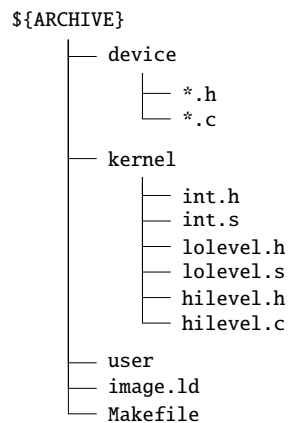 ${ARCHIVE}
device
*.h
*.c
kernel
int.h
int.s
lolevel.h
lolevel.s
hilevel.h
hilevel.c
user
image.ld
Makefile